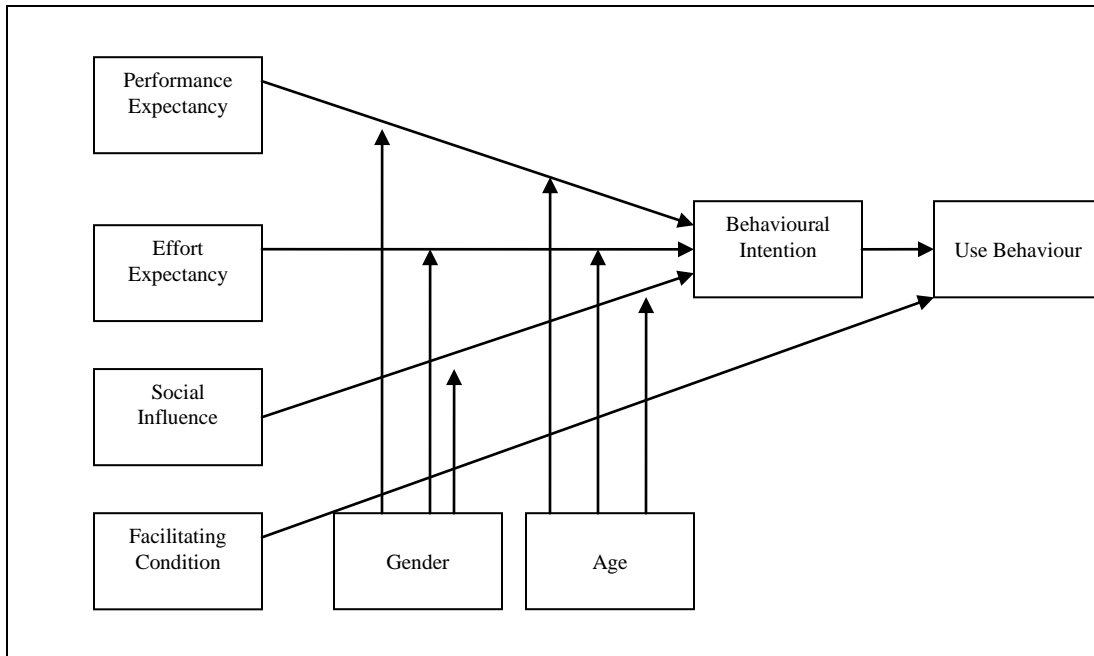 Performance
Expectancy
Effort
Expectancy
Social
Influence
Facilitating
Condition
Gender
Age
Behavioural
Intention
Use Behaviour